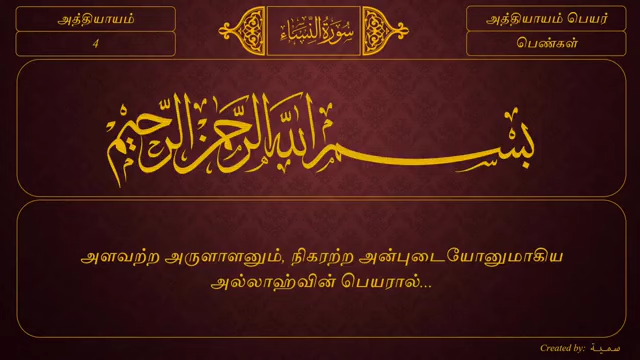 அத்தியாயம்
4
سُورَةُ النِّسَاءِ
அத்தியாயம் பெயர்
பெண்கள்
بِسْمِ اللَّهِ الرَّحْمَٰنِ الرَّحِيمِ
அளவற்ற அருளாளனும், நிகரற்ற அன்புடையோனுமாகிய
அல்லாஹ்வின் பெயரால்...
Created by: سمية